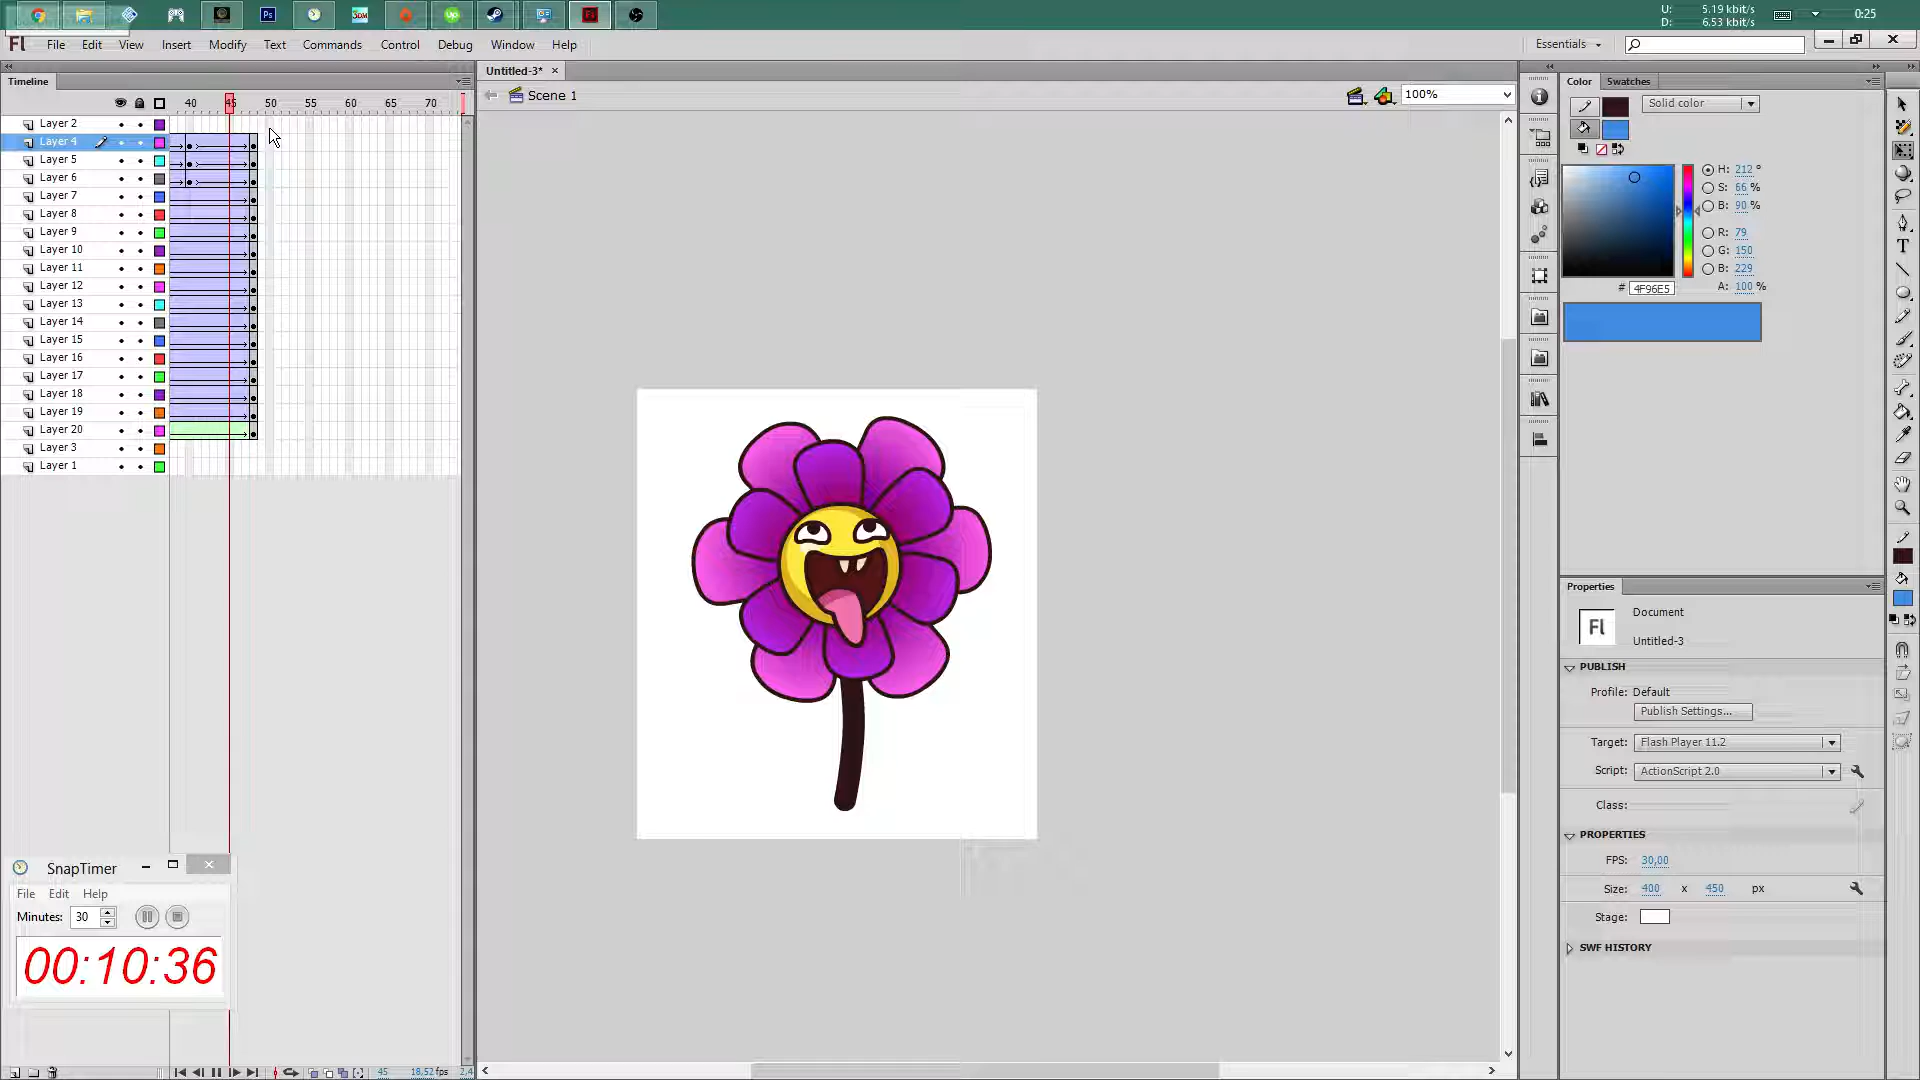 U: 5.19 kbit/s
D: 6.53 kbit/s
0:25
Fl File Edit View Insert Modify Text Commands Control Debug Window Help
Essentials
Timeline
Untitled-3*
Scene 1
100%
Color Swatches
Solid color
40 45 50 55 60 65 70
Layer 2
Layer 4
Layer 5
Layer 6
Layer 7
Layer 8
Layer 9
Layer 10
Layer 11
Layer 12
Layer 13
Layer 14
Layer 15
Layer 16
Layer 17
Layer 18
Layer 19
Layer 20
Layer 3
Layer 1
H: 212 °
S: 66 %
B: 90 %
R: 79
G: 150
B: 229
# 4F96E5 A: 100 %
Properties
Fl
Document
Untitled-3
PUBLISH
Profile: Default
Publish Settings...
Target: Flash Player 11.2
Script: ActionScript 2.0
Class:
PROPERTIES
FPS: 30,00
Size: 400 x 450 px
Stage:
SWF HISTORY
SnapTimer
File Edit Help
Minutes: 30
00:10:36
45 18,52 fps 2,4